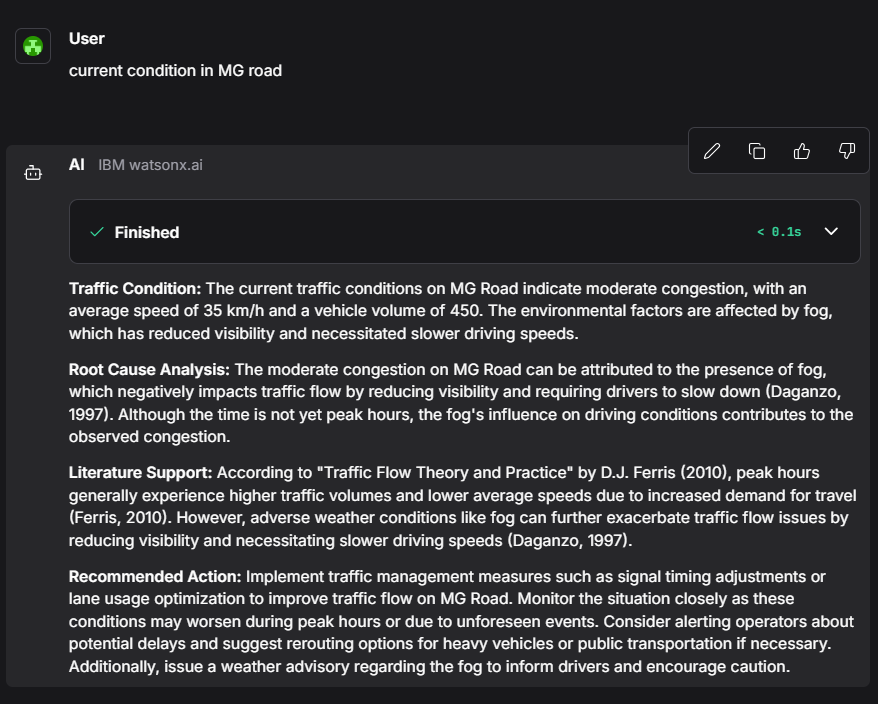 User
current condition in MG road
AI IBM watsonx.ai
Finished < 0.1s
Traffic Condition: The current traffic conditions on MG Road indicate moderate congestion, with an
average speed of 35 km/h and a vehicle volume of 450. The environmental factors are affected by fog,
which has reduced visibility and necessitated slower driving speeds.
Root Cause Analysis: The moderate congestion on MG Road can be attributed to the presence of fog,
which negatively impacts traffic flow by reducing visibility and requiring drivers to slow down (Daganzo,
1997). Although the time is not yet peak hours, the fog's influence on driving conditions contributes to the
observed congestion.
Literature Support: According to "Traffic Flow Theory and Practice" by D.J. Ferris (2010), peak hours
generally experience higher traffic volumes and lower average speeds due to increased demand for travel
(Ferris, 2010). However, adverse weather conditions like fog can further exacerbate traffic flow issues by
reducing visibility and necessitating slower driving speeds (Daganzo, 1997).
Recommended Action: Implement traffic management measures such as signal timing adjustments or
lane usage optimization to improve traffic flow on MG Road. Monitor the situation closely as these
conditions may worsen during peak hours or due to unforeseen events. Consider alerting operators about
potential delays and suggest rerouting options for heavy vehicles or public transportation if necessary.
Additionally, issue a weather advisory regarding the fog to inform drivers and encourage caution.